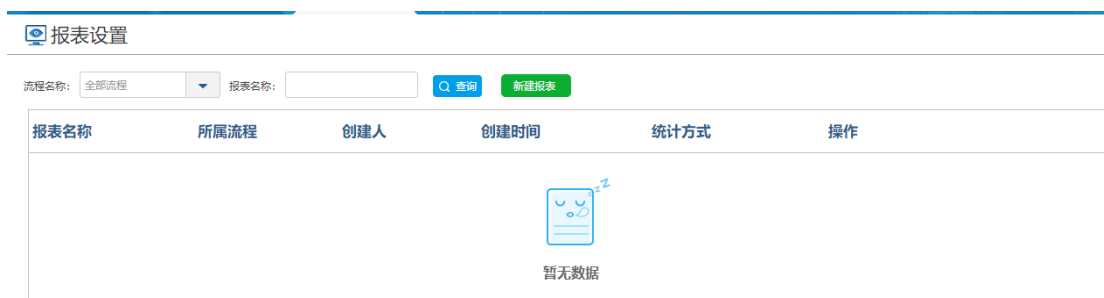 报表设置
流程名称: 全部流程 报表名称: 查询 新建报表
报表名称 所属流程 创建人 创建时间 统计方式 操作
zzZ
暂无数据